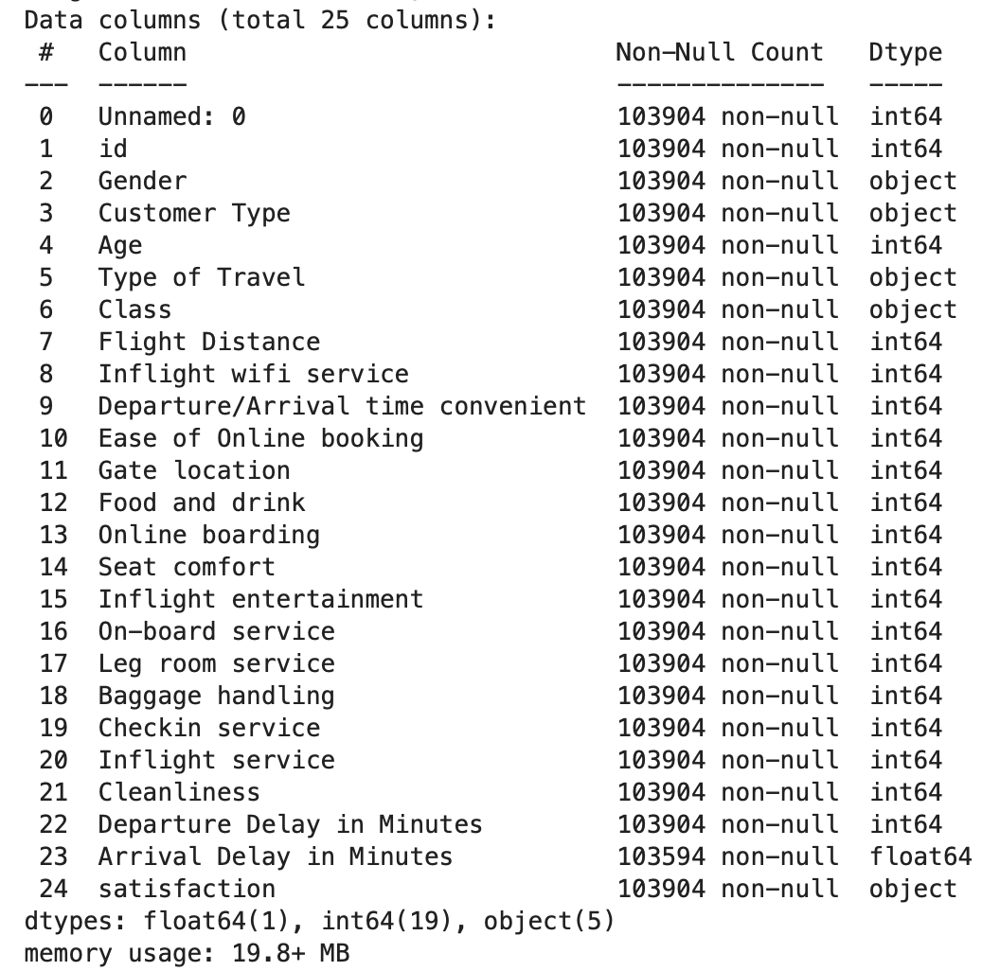 Data columns (total 25 columns):
 #   Column                             Non-Null Count   Dtype
---  ------                             --------------   -----
 0   Unnamed: 0                         103904 non-null  int64
 1   id                                 103904 non-null  int64
 2   Gender                             103904 non-null  object
 3   Customer Type                      103904 non-null  object
 4   Age                                103904 non-null  int64
 5   Type of Travel                     103904 non-null  object
 6   Class                              103904 non-null  object
 7   Flight Distance                    103904 non-null  int64
 8   Inflight wifi service              103904 non-null  int64
 9   Departure/Arrival time convenient  103904 non-null  int64
 10  Ease of Online booking             103904 non-null  int64
 11  Gate location                      103904 non-null  int64
 12  Food and drink                     103904 non-null  int64
 13  Online boarding                    103904 non-null  int64
 14  Seat comfort                       103904 non-null  int64
 15  Inflight entertainment             103904 non-null  int64
 16  On-board service                   103904 non-null  int64
 17  Leg room service                   103904 non-null  int64
 18  Baggage handling                   103904 non-null  int64
 19  Checkin service                    103904 non-null  int64
 20  Inflight service                   103904 non-null  int64
 21  Cleanliness                        103904 non-null  int64
 22  Departure Delay in Minutes         103904 non-null  int64
 23  Arrival Delay in Minutes           103594 non-null  float64
 24  satisfaction                       103904 non-null  object
dtypes: float64(1), int64(19), object(5)
memory usage: 19.8+ MB